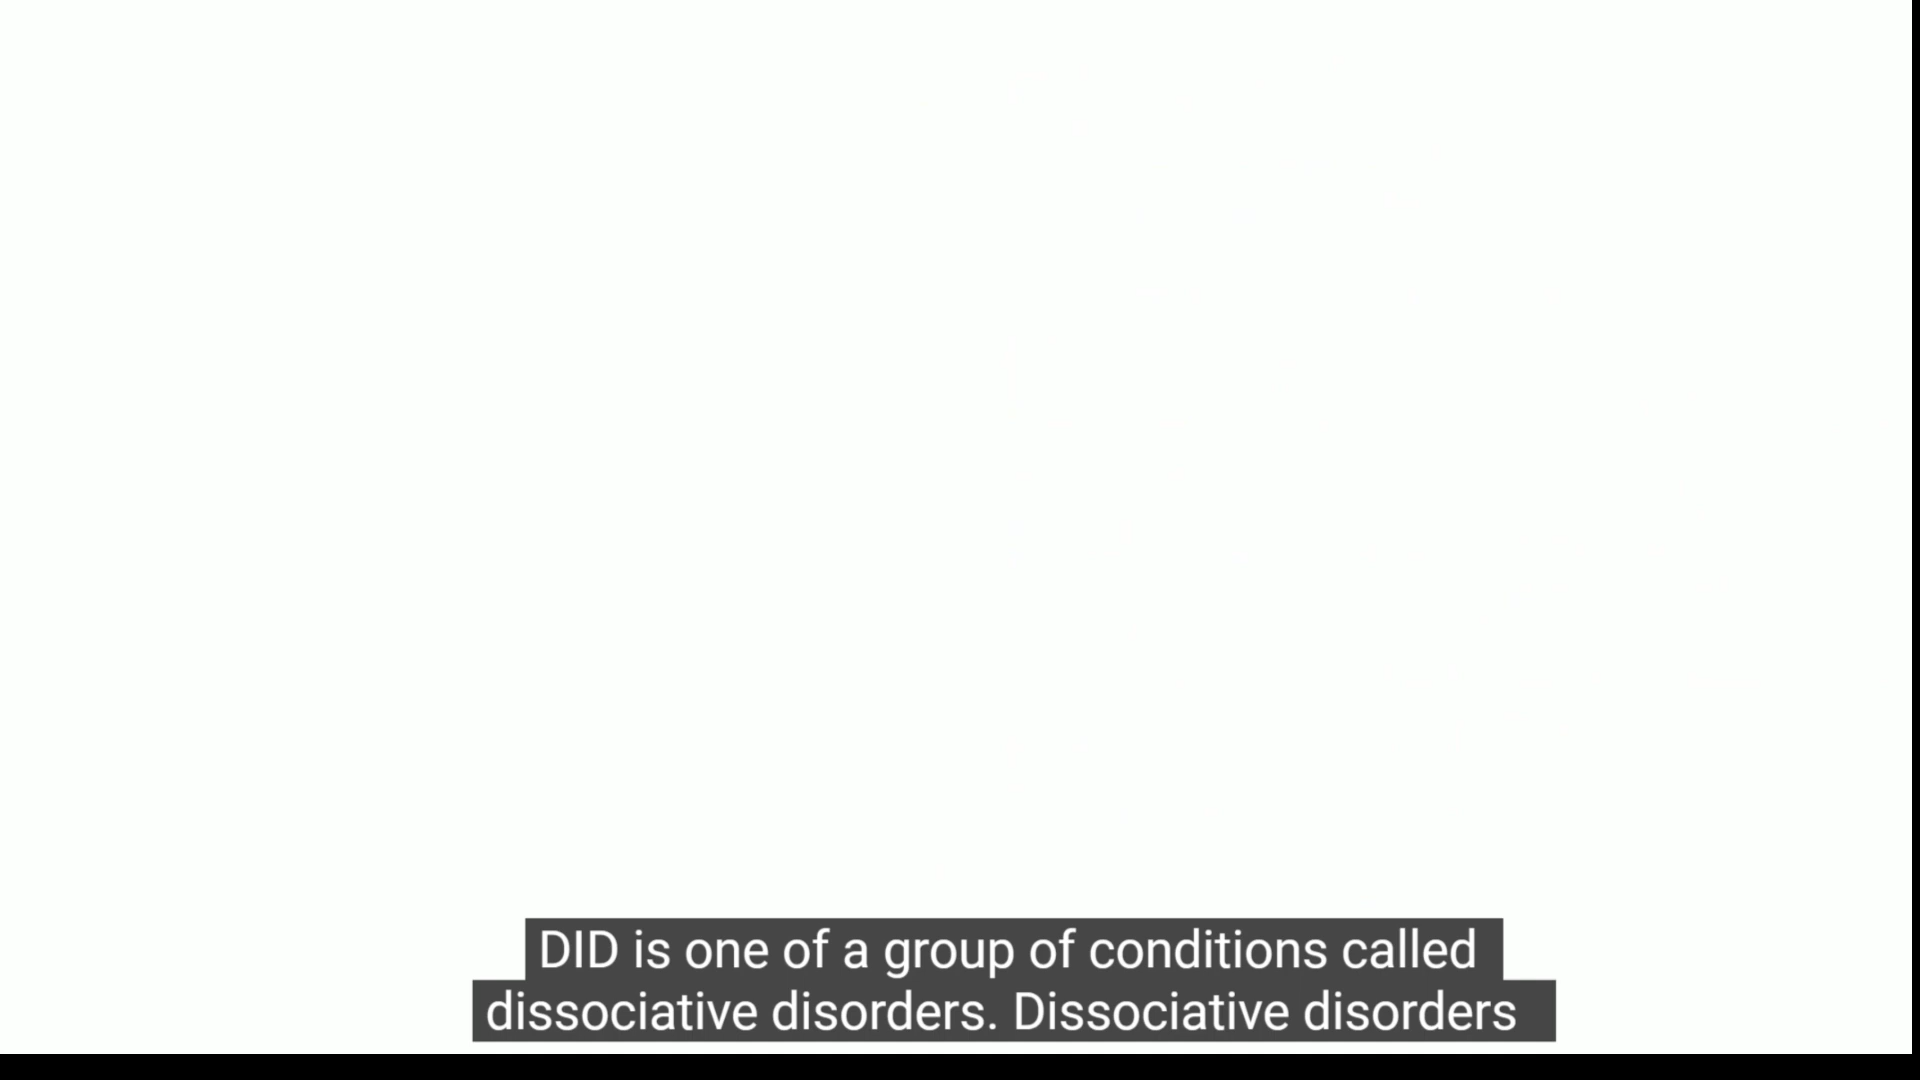 DID is one of a group of conditions called
dissociative disorders. Dissociative disorders